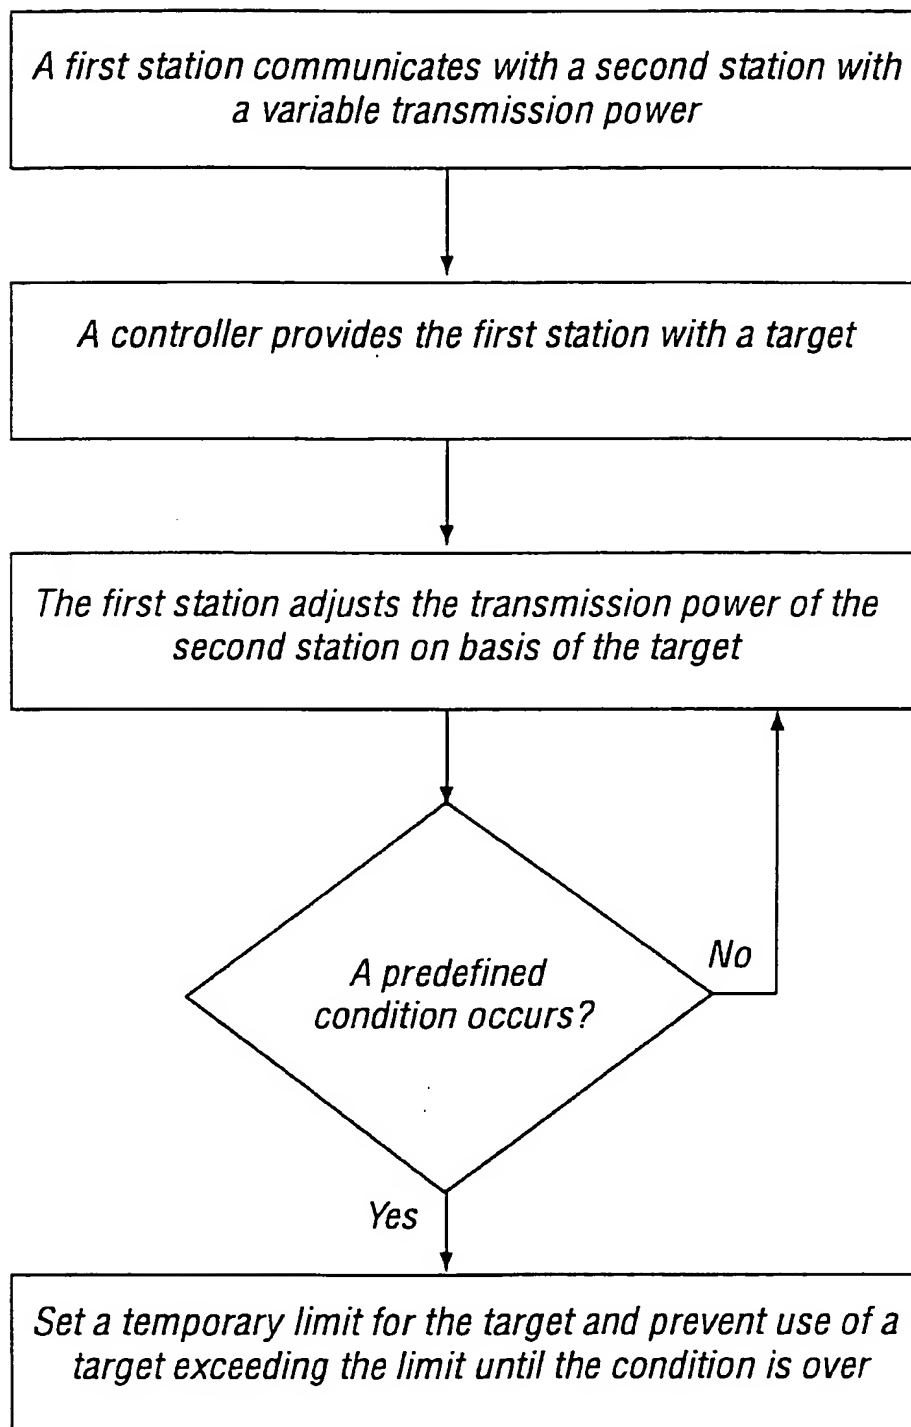 A first station communicates with a second station with
a variable transmission power
A controller provides the first station with a target
The first station adjusts the transmission power of the
second station on basis of the target
No
A predefined
condition occurs?
Yes
Set a temporary limit for the target and prevent use of a
target exceeding the limit until the condition is over